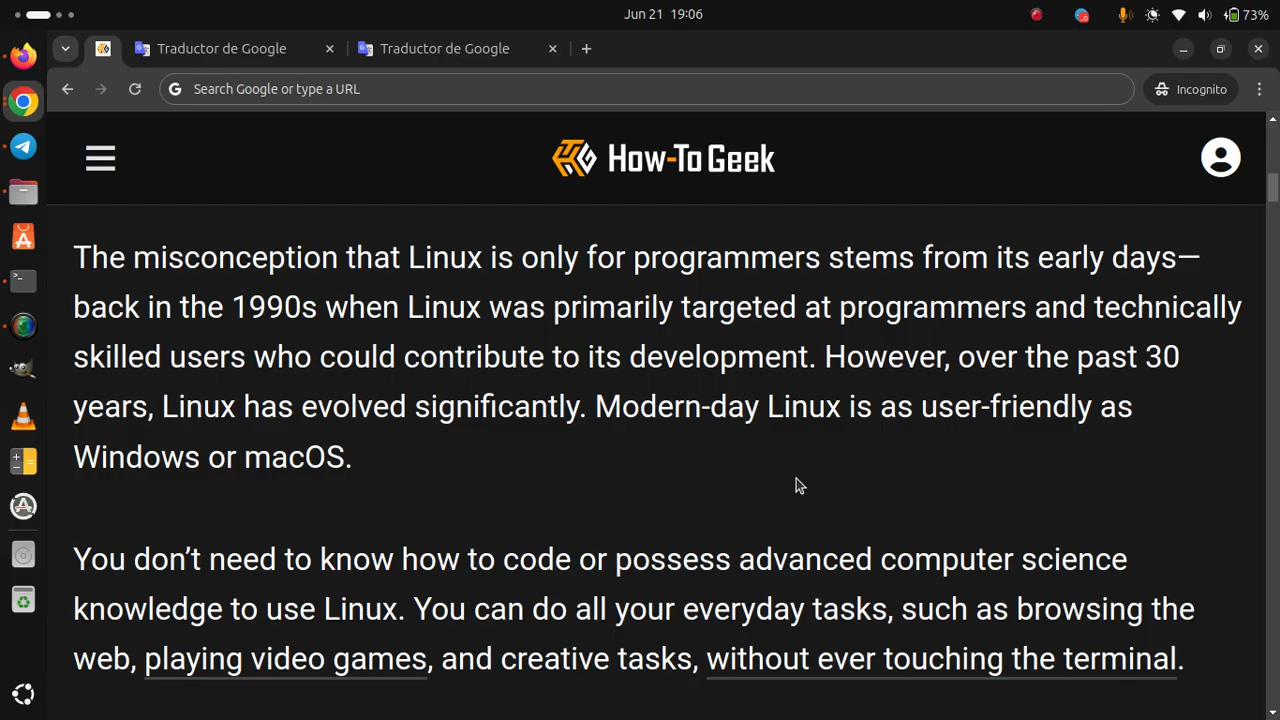 Jun 21 19:06
73%
Traductor de Google
Traductor de Google
Search Google or type a URL
Incognito
How-To Geek
The misconception that Linux is only for programmers stems from its early days—
back in the 1990s when Linux was primarily targeted at programmers and technically
skilled users who could contribute to its development. However, over the past 30
years, Linux has evolved significantly. Modern-day Linux is as user-friendly as
Windows or macOS.
You don’t need to know how to code or possess advanced computer science
knowledge to use Linux. You can do all your everyday tasks, such as browsing the
web, playing video games, and creative tasks, without ever touching the terminal.